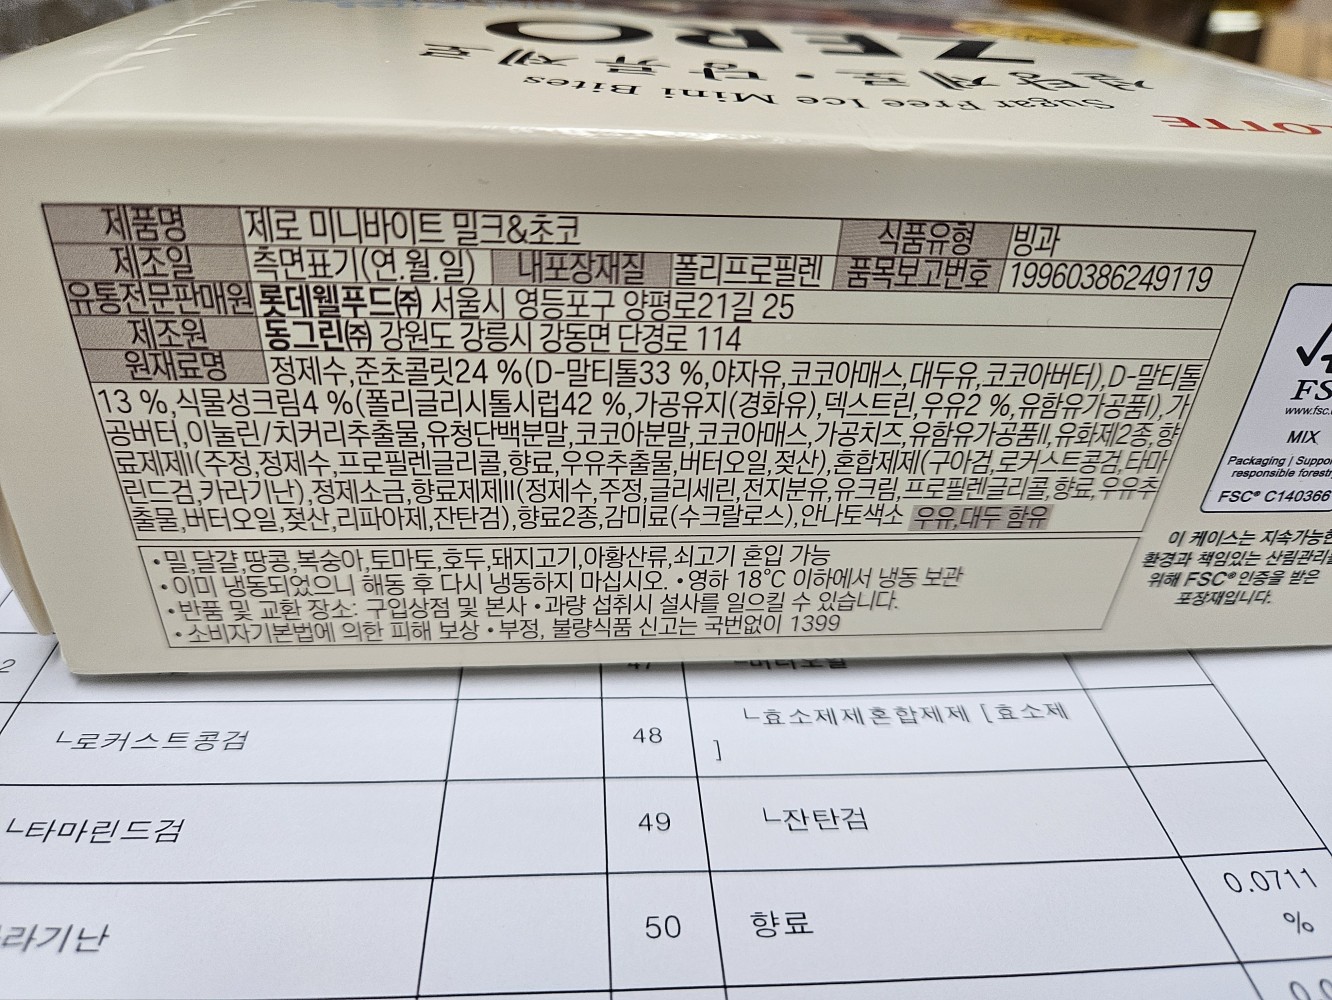 ZERO
설탕제로·당류제로
Sugar Free Ice Mini Bites
LOTTE
제품명 제로 미니바이트 밀크&초코 식품유형 빙과
제조일 측면표기(연.월.일) 내포장재질 폴리프로필렌 품목보고번호 19960386249119
유통전문판매원 롯데웰푸드㈜ 서울시 영등포구 양평로21길 25
제조원 동그린㈜ 강원도 강릉시 강동면 단경로 114
원재료명 정제수,준초콜릿24 %(D-말티톨33 %,야자유,코코아매스,대두유,코코아버터),D-말티톨
13 %,식물성크림4 %(폴리글리시톨시럽42 %,가공유지(경화유),덱스트린,우유2 %,유함유가공품I),가
공버터,이눌린/치커리추출물,유청단백분말,코코아분말,코코아매스,가공치즈,유함유가공품II,유화제2종,향
료제제I(주정,정제수,프로필렌글리콜,향료,우유추출물,버터오일,젖산),혼합제제(구아검,로커스트콩검,타마
린드검,카라기난),정제소금,향료제제II(정제수,주정,글리세린,전지분유,유크림,프로필렌글리콜,향료,우유추
출물,버터오일,젖산,리파아제,잔탄검),향료2종,감미료(수크랄로스),안나토색소 우유,대두 함유
•밀,달걀,땅콩,복숭아,토마토,호두,돼지고기,아황산류,쇠고기 혼입 가능
•이미 냉동되었으니 해동 후 다시 냉동하지 마십시오. •영하 18℃ 이하에서 냉동 보관
•반품 및 교환 장소: 구입상점 및 본사 •과량 섭취시 설사를 일으킬 수 있습니다.
•소비자기본법에 의한 피해 보상 •부정, 불량식품 신고는 국번없이 1399
FS
www.fsc.
MIX
Packaging | Suppo
responsible forestr
FSC® C140366
이 케이스는 지속가능한
환경과 책임있는 산림관리를
위해 FSC® 인증을 받은
포장재입니다.
2 47 ㄴ버터오일
ㄴ로커스트콩검 48 ㄴ효소제제혼합제제 [효소제
]
ㄴ타마린드검 49 ㄴ잔탄검
라기난 50 향료 0.0711
%